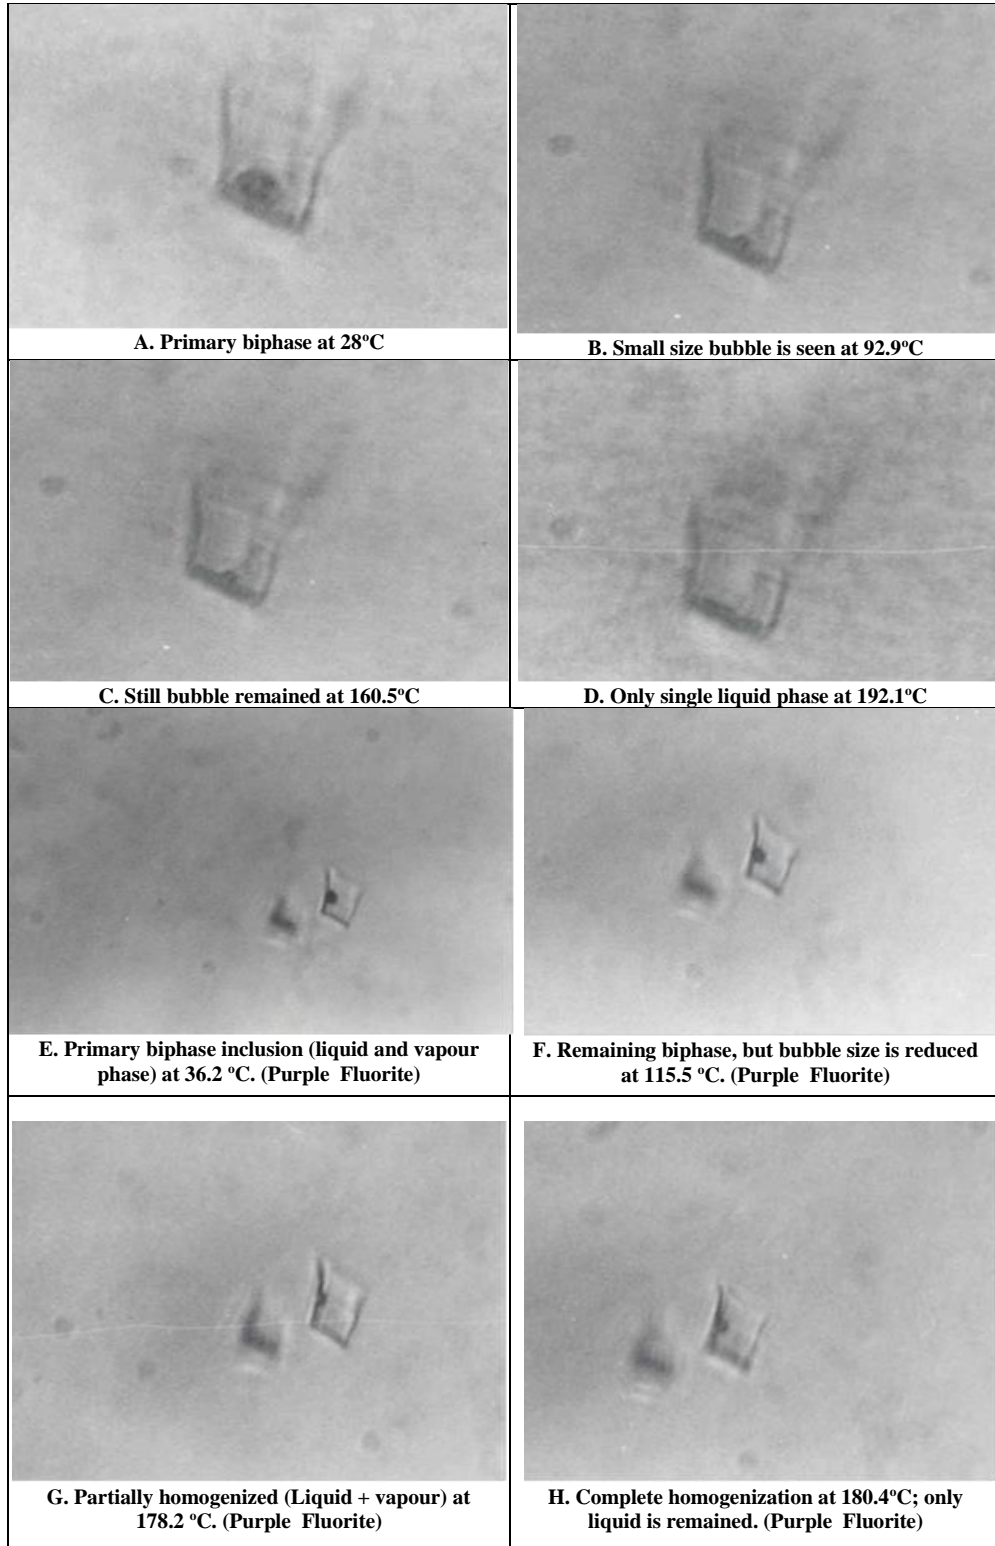 A. Primary biphase at 28ºC
B. Small size bubble is seen at 92.9ºC
C. Still bubble remained at 160.5ºC
D. Only single liquid phase at 192.1ºC
E. Primary biphase inclusion (liquid and vapour
phase) at 36.2 ºC. (Purple Fluorite)
F. Remaining biphase, but bubble size is reduced
at 115.5 ºC. (Purple Fluorite)
G. Partially homogenized (Liquid + vapour) at
178.2 ºC. (Purple Fluorite)
H. Complete homogenization at 180.4ºC; only
liquid is remained. (Purple Fluorite)